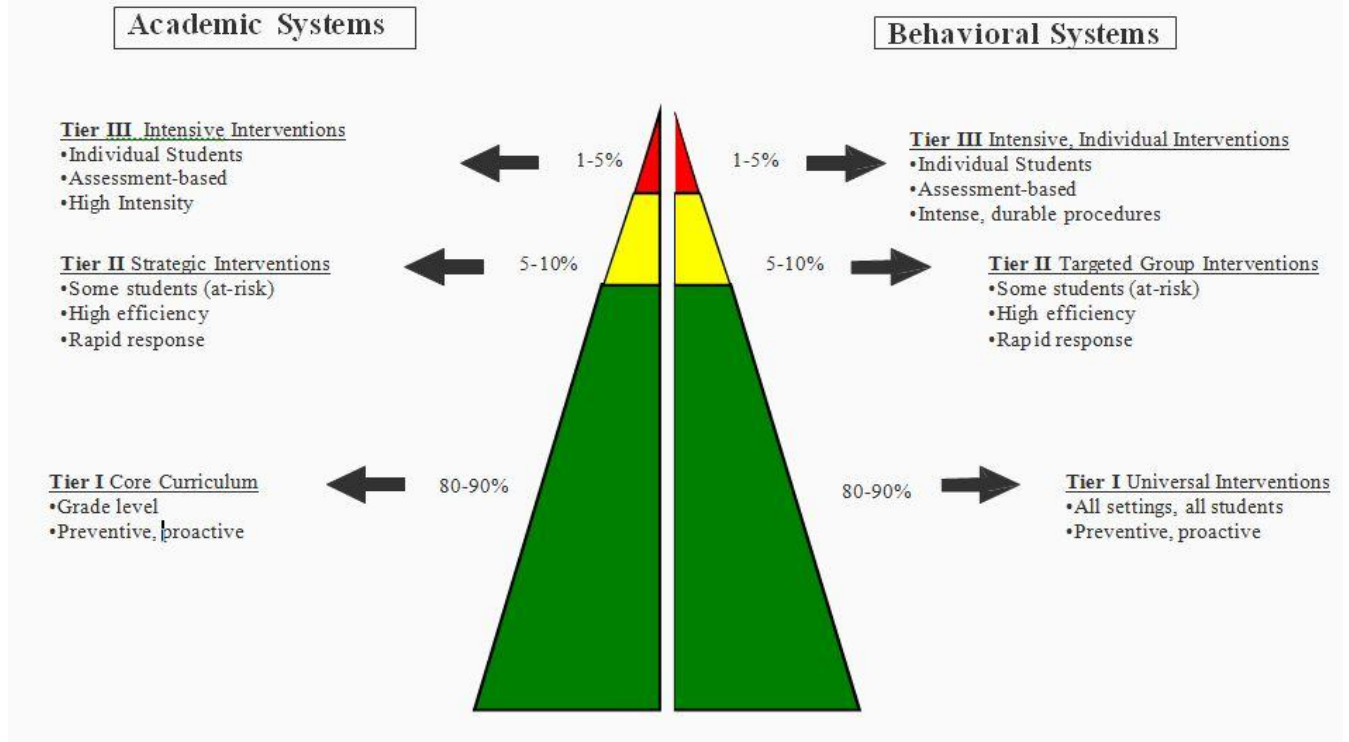 Academic Systems
Tier III Intensive Interventions
•Individual Students
•Assessment-based
•High Intensity
1-5%
Tier II Strategic Interventions
•Some students (at-risk)
•High efficiency
•Rapid response
5-10%
Tier I Core Curriculum
•Grade level
•Preventive, proactive
80-90%
Behavioral Systems
1-5%
Tier III Intensive, Individual Interventions
•Individual Students
•Assessment-based
•Intense, durable procedures
5-10%
Tier II Targeted Group Interventions
•Some students (at-risk)
•High efficiency
•Rapid response
80-90%
Tier I Universal Interventions
•All settings, all students
•Preventive, proactive